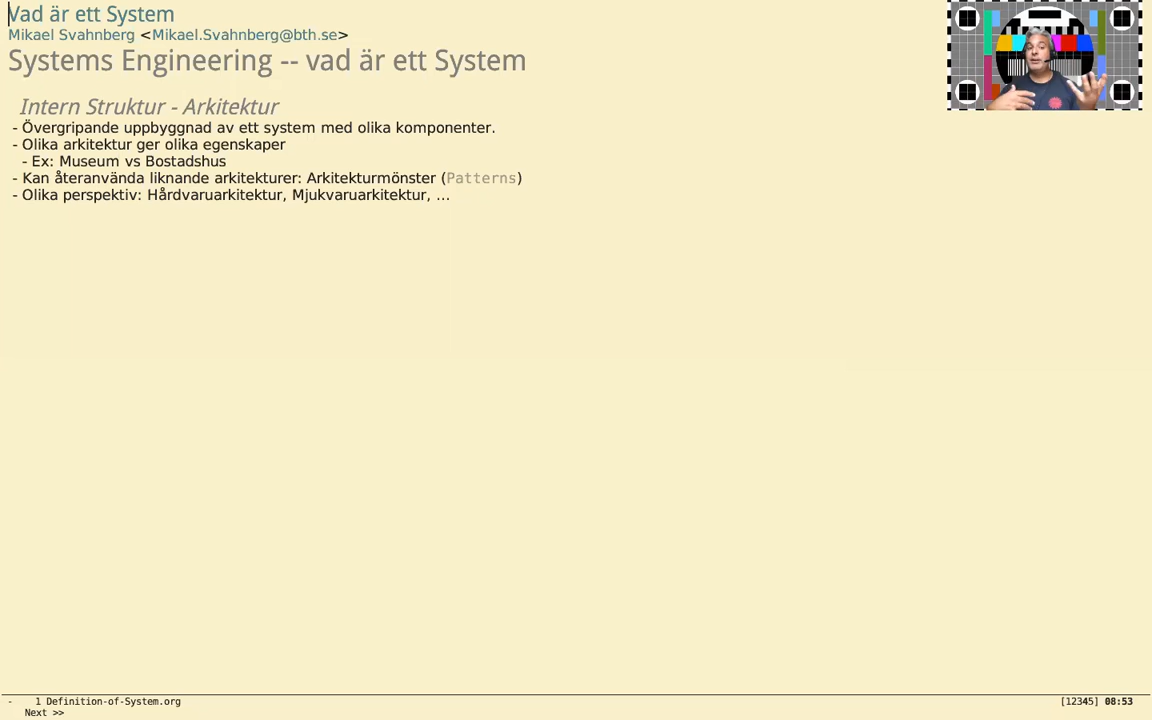 Vad är ett System
Mikael Svahnberg <Mikael.Svahnberg@bth.se>
Systems Engineering -- vad är ett System
Intern Struktur - Arkitektur
- Övergripande uppbyggnad av ett system med olika komponenter.
- Olika arkitektur ger olika egenskaper
- Ex: Museum vs Bostadshus
- Kan återanvända liknande arkitekturer: Arkitekturmönster (Patterns)
- Olika perspektiv: Hårdvaruarkitektur, Mjukvaruarkitektur, ...
- 1 Definition-of-System.org [12345] 08:53
Next >>